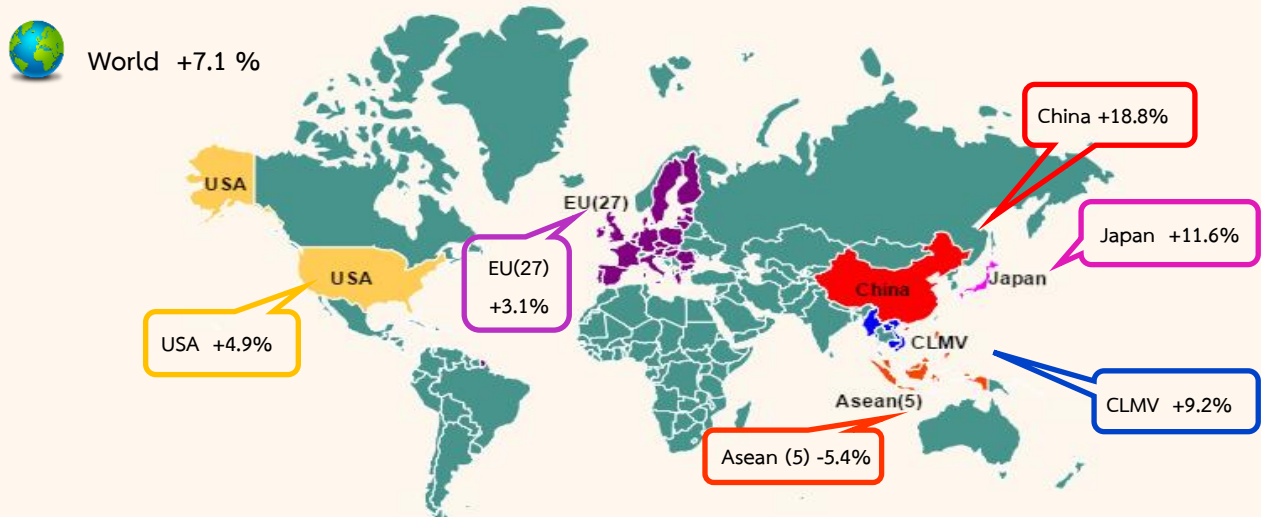 World +7.1 %
China +18.8%
USA
EU(27)
Japan +11.6%
EU(27)
+3.1%
USA
China
Japan
USA +4.9%
CLMV
Asean(5)
CLMV +9.2%
Asean (5) -5.4%